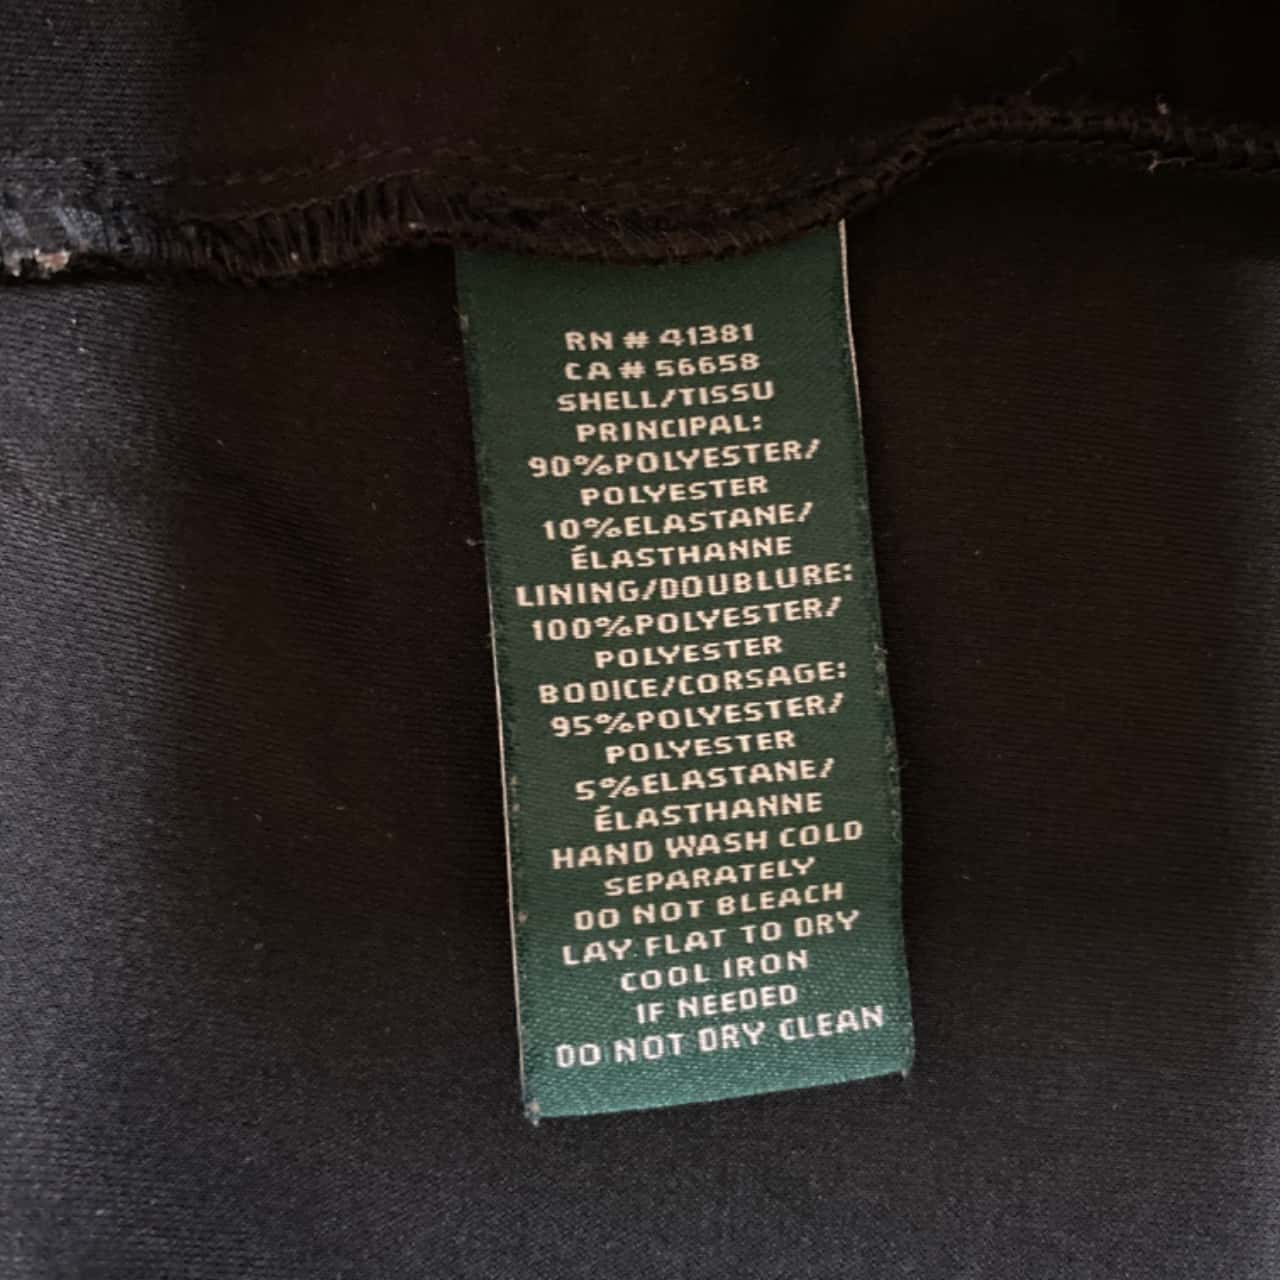 RN # 41381
CA # 56658
SHELL/TISSU
PRINCIPAL:
90%POLYESTER/
POLYESTER
10%ELASTANE/
ÉLASTHANNE
LINING/DOUBLURE:
100%POLYESTER/
POLYESTER
BODICE/CORSAGE:
95%POLYESTER/
POLYESTER
5%ELASTANE/
ÉLASTHANNE
HAND WASH COLD
SEPARATELY
DO NOT BLEACH
LAY FLAT TO DRY
COOL IRON
IF NEEDED
DO NOT DRY CLEAN